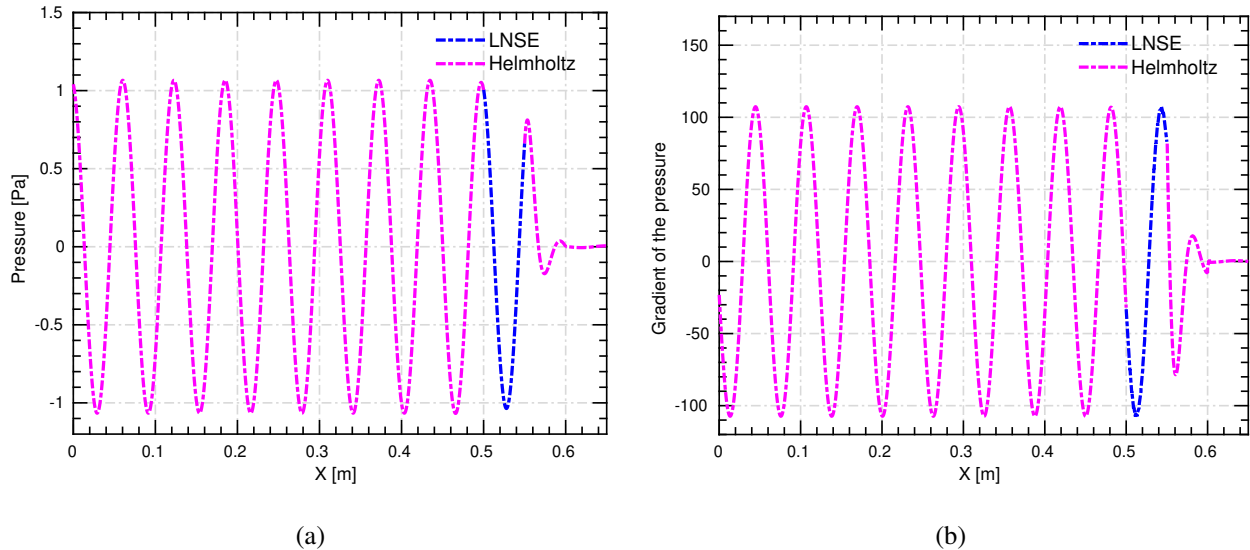 1.5
1
0.5
0
-0.5
-1
Pressure [Pa]
LNSE
Helmholtz
0 0.1 0.2 0.3 0.4 0.5 0.6
X [m]
(a)
150
100
50
0
-50
-100
Gradient of the pressure
LNSE
Helmholtz
0 0.1 0.2 0.3 0.4 0.5 0.6
X [m]
(b)